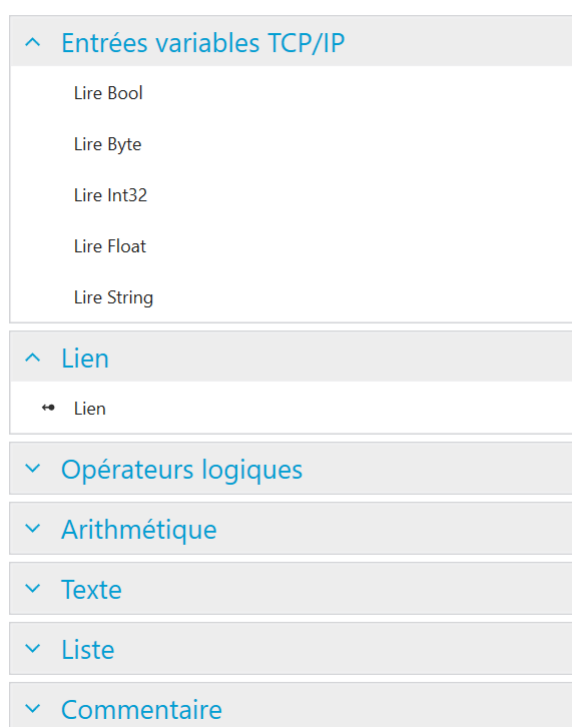 Entrées variables TCP/IP
Lire Bool
Lire Byte
Lire Int32
Lire Float
Lire String
Lien
Lien
Opérateurs logiques
Arithmétique
Texte
Liste
Commentaire